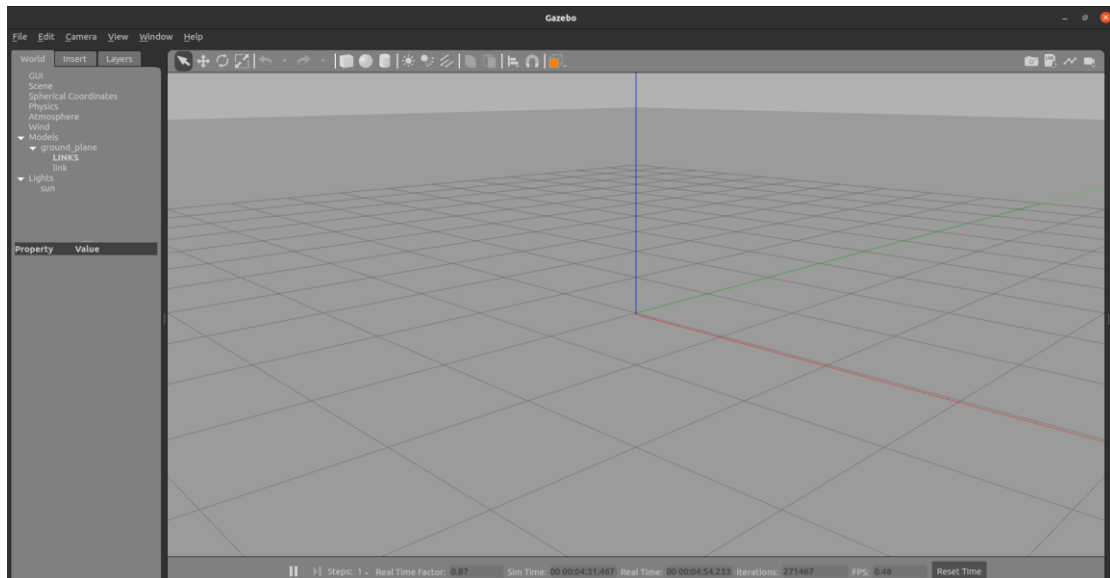 Gazebo
File Edit Camera View Window Help
World Insert Layers
GUI
Scene
Spherical Coordinates
Physics
Atmosphere
Wind
Models
ground_plane
LINKS
link
Lights
sun
Property Value
Steps: 1 Real Time Factor: 0.87 Sim Time: 00 00:04:31.467 Real Time: 00 00:04:54.233 Iterations: 271467 FPS: 0.48 Reset Time